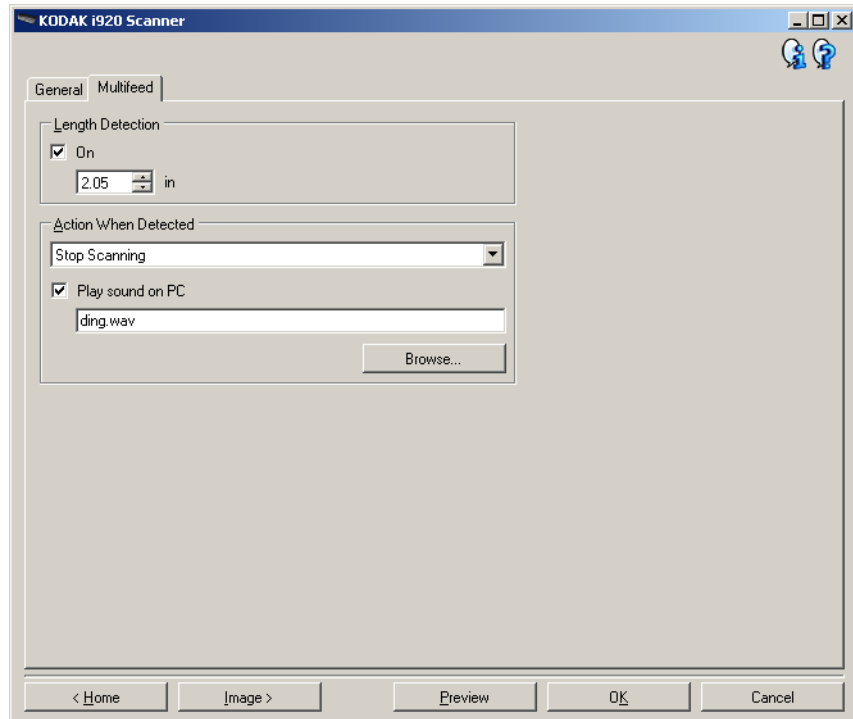 KODAK i920 Scanner
General Multifeed
Length Detection
On
2.05 in
Action When Detected
Stop Scanning
Play sound on PC
ding.wav
Browse...
< Home Image > Preview OK Cancel